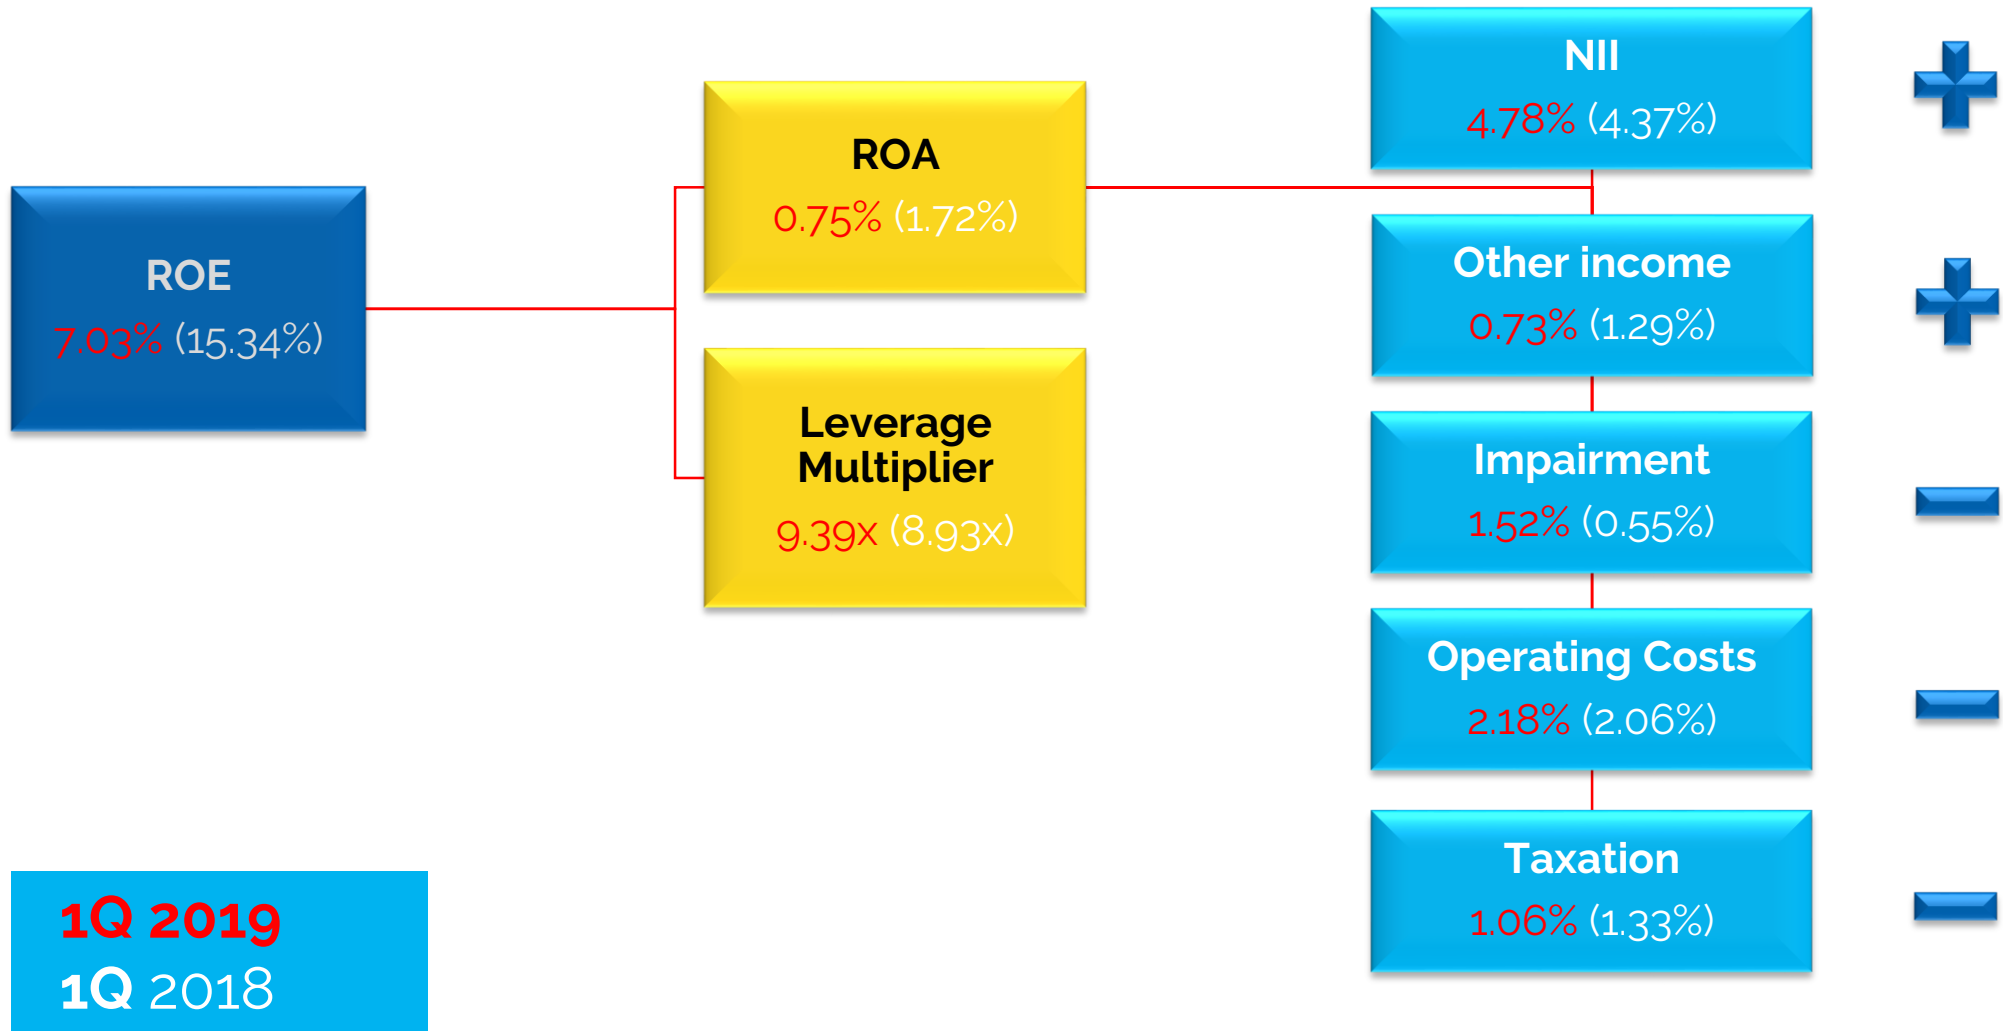 ROE
7.03% (15.34%)
ROA
0.75% (1.72%)
Leverage
Multiplier
9.39x (8.93x)
NII
4.78% (4.37%)
Other income
0.73% (1.29%)
Impairment
1.52% (0.55%)
Operating Costs
2.18% (2.06%)
Taxation
1.06% (1.33%)
1Q 2019
1Q 2018